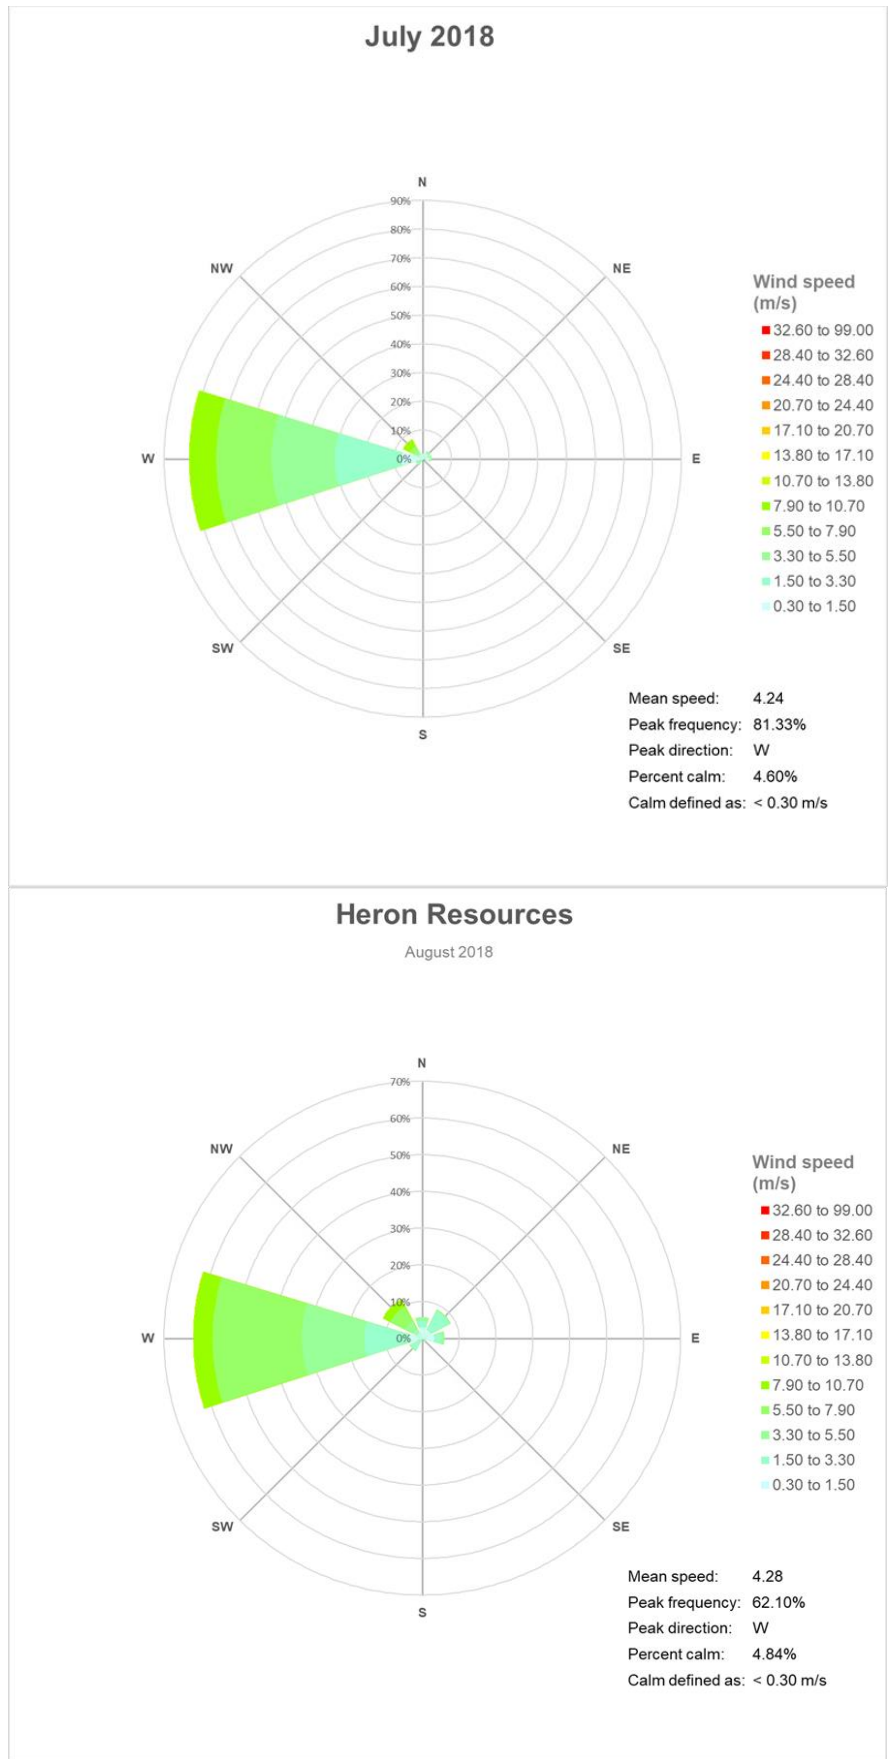 July 2018
N
90%
80%
70%
60%
50%
40%
30%
20%
10%
0%
NW
NE
W
E
SW
SE
S
Wind speed
(m/s)
32.60 to 99.00
28.40 to 32.60
24.40 to 28.40
20.70 to 24.40
17.10 to 20.70
13.80 to 17.10
10.70 to 13.80
7.90 to 10.70
5.50 to 7.90
3.30 to 5.50
1.50 to 3.30
0.30 to 1.50
Mean speed: 4.24
Peak frequency: 81.33%
Peak direction: W
Percent calm: 4.60%
Calm defined as: < 0.30 m/s
Heron Resources
August 2018
N
70%
60%
50%
40%
30%
20%
10%
0%
NW
NE
W
E
SW
SE
S
Wind speed
(m/s)
32.60 to 99.00
28.40 to 32.60
24.40 to 28.40
20.70 to 24.40
17.10 to 20.70
13.80 to 17.10
10.70 to 13.80
7.90 to 10.70
5.50 to 7.90
3.30 to 5.50
1.50 to 3.30
0.30 to 1.50
Mean speed: 4.28
Peak frequency: 62.10%
Peak direction: W
Percent calm: 4.84%
Calm defined as: < 0.30 m/s